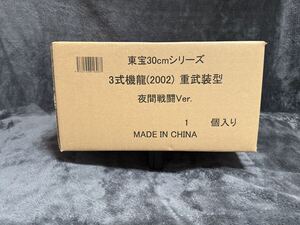 東宝30cmシリーズ
3式機龍(2002) 重武装型
夜間戦闘Ver.
1 個入り
MADE IN CHINA